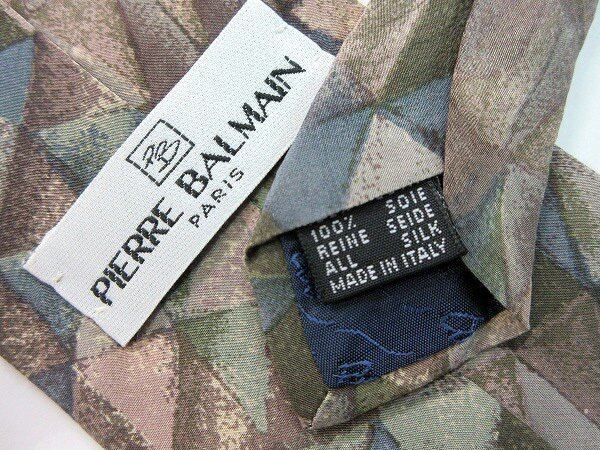 PB
PIERRE BALMAIN
PARIS
100% SOIE
REINE SEIDE
ALL SILK
MADE IN ITALY